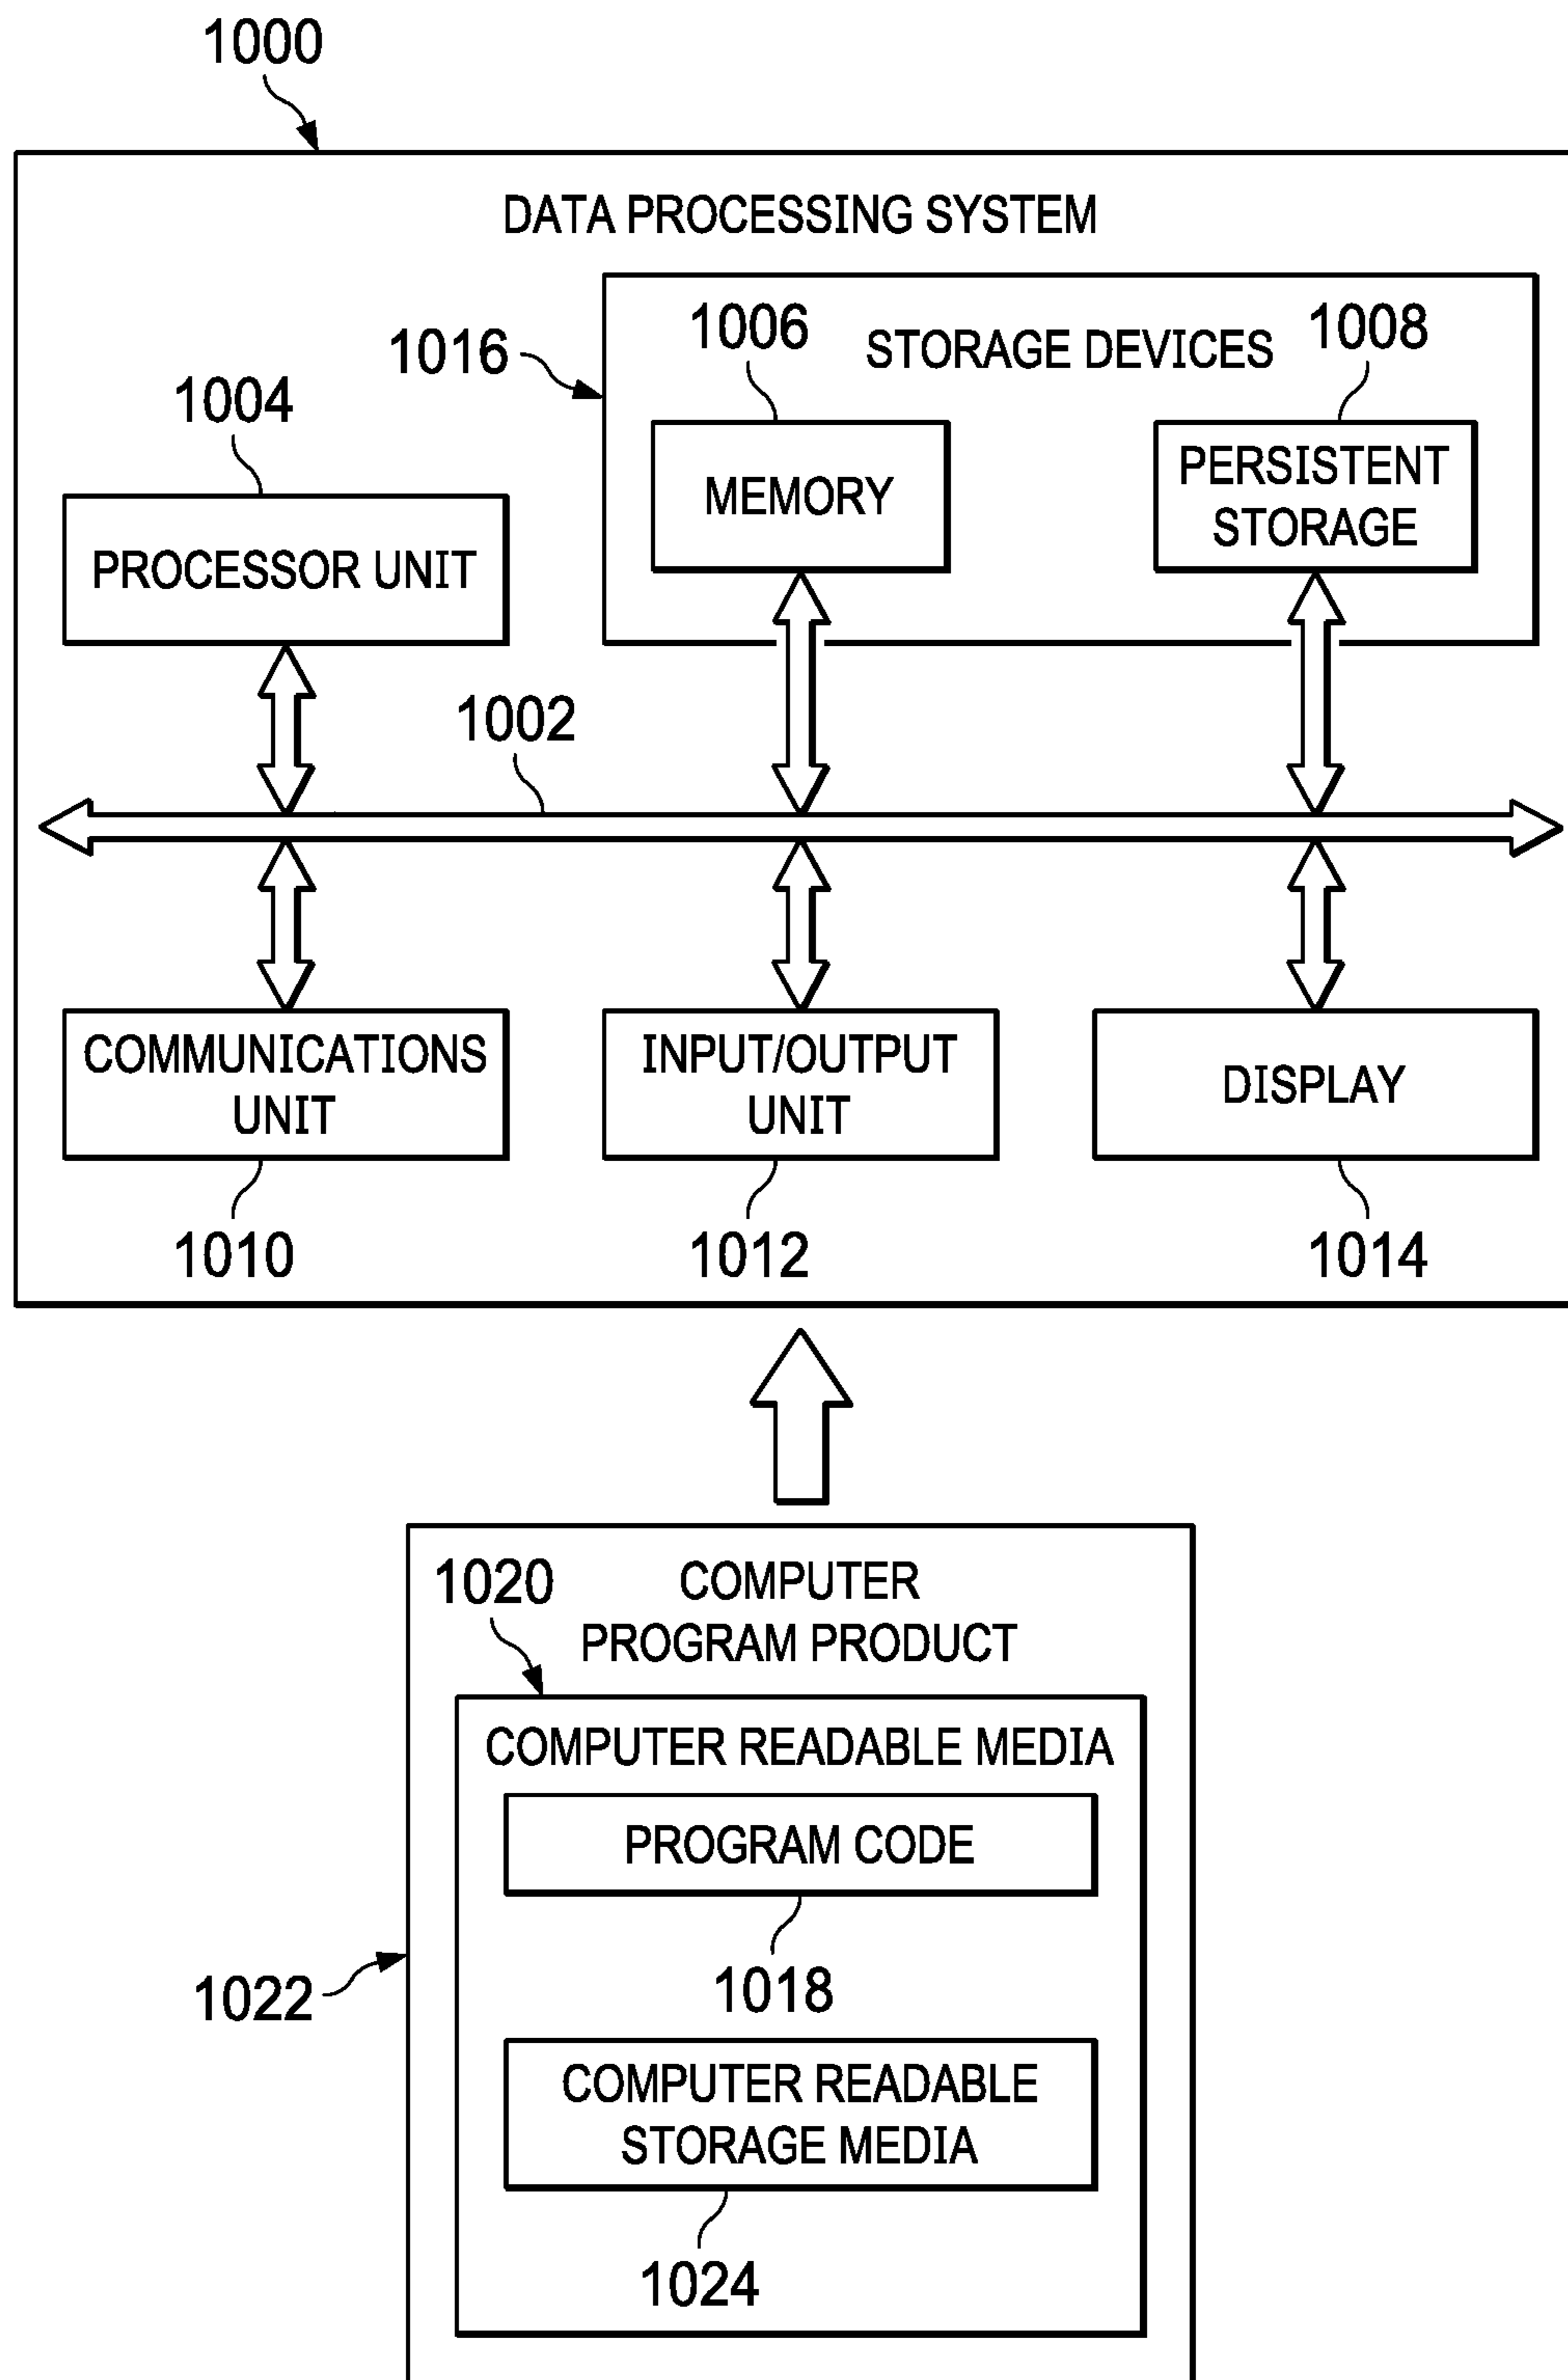 1000
DATA PROCESSING SYSTEM
1006
1008
STORAGE DEVICES
1016
1004
MEMORY
PERSISTENT
STORAGE
PROCESSOR UNIT
1002
COMMUNICATIONS
UNIT
INPUT/OUTPUT
UNIT
DISPLAY
1010
1012
1014
1020
COMPUTER
PROGRAM PRODUCT
COMPUTER READABLE MEDIA
PROGRAM CODE
1018
1022
COMPUTER READABLE
STORAGE MEDIA
1024